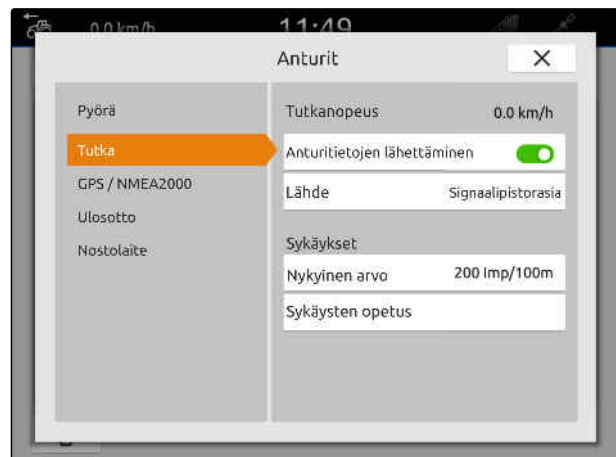 0.0 km/h 11:49
Anturit
Pyörä
Tutka
GPS / NMEA2000
Ulosotto
Nostolaite
Tutkanopeus 0.0 km/h
Anturitietojen lähettäminen
Lähde Signaalipistorasia
Sykäykset
Nykyinen arvo 200 Imp/100m
Sykäysten opetus